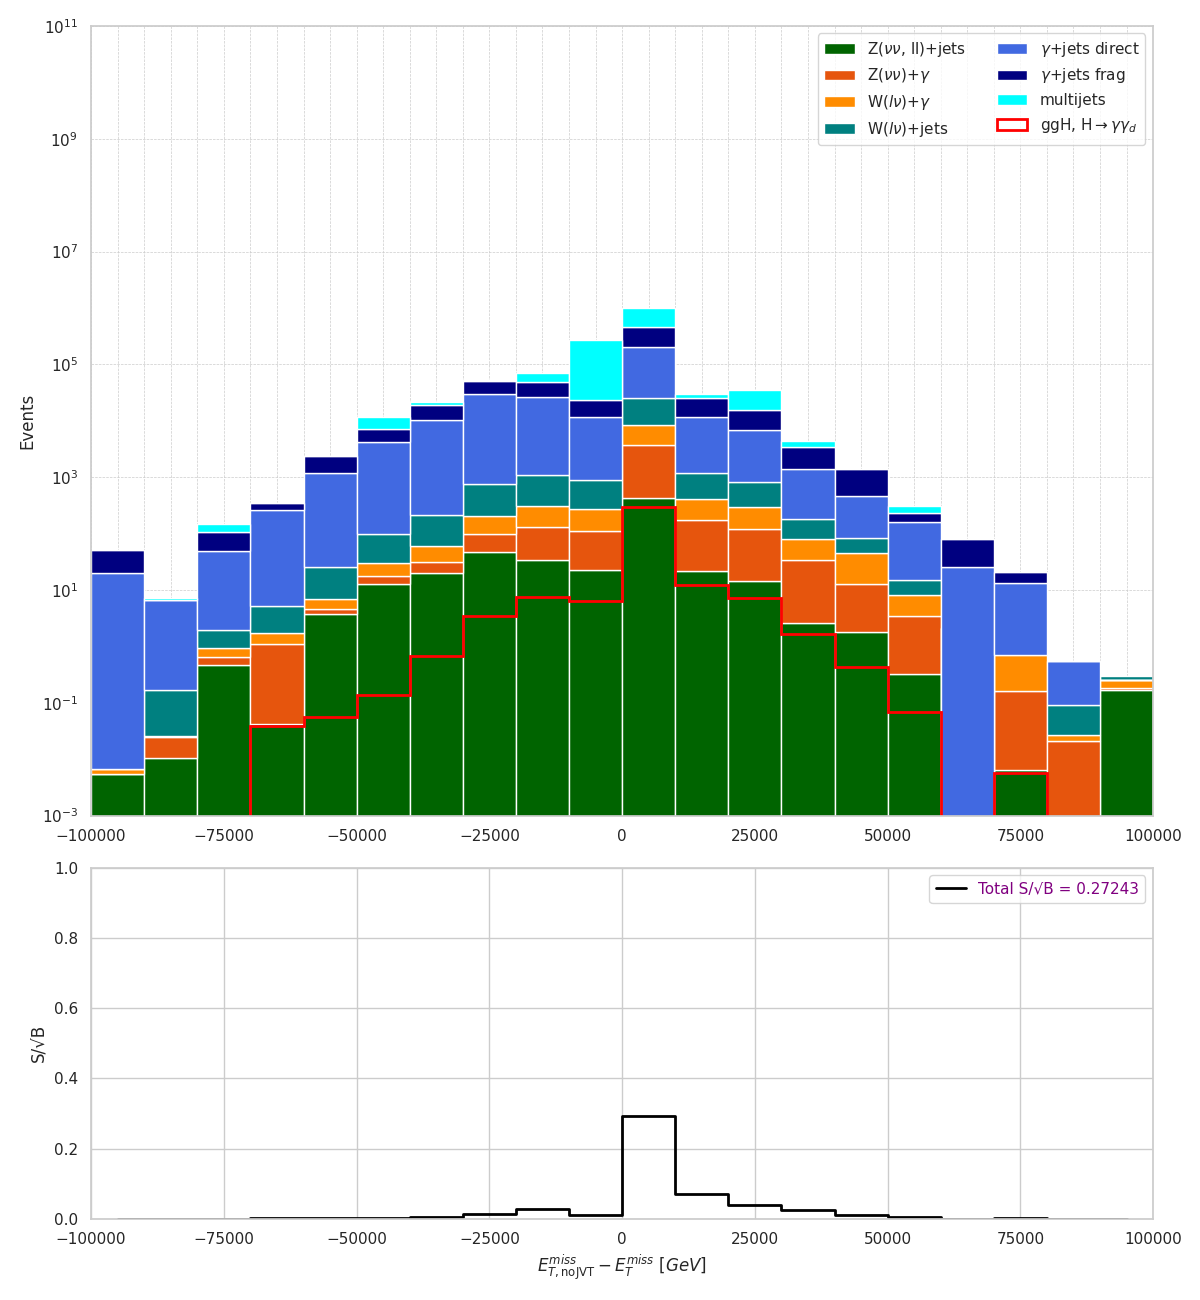 10^11
10^9
10^7
10^5
10^3
10^1
10^−1
10^−3
Events
Z(νν, ll)+jets
Z(νν)+γ
W(lν)+γ
W(lν)+jets
γ+jets direct
γ+jets frag
multijets
ggH, H→γγ_d
−100000 −75000 −50000 −25000 0 25000 50000 75000 100000
1.0
0.8
0.6
0.4
0.2
0.0
S/√B
Total S/√B = 0.27243
−100000 −75000 −50000 −25000 0 25000 50000 75000 100000
E_{T, noJVT}^{miss} − E_T^{miss} [GeV]